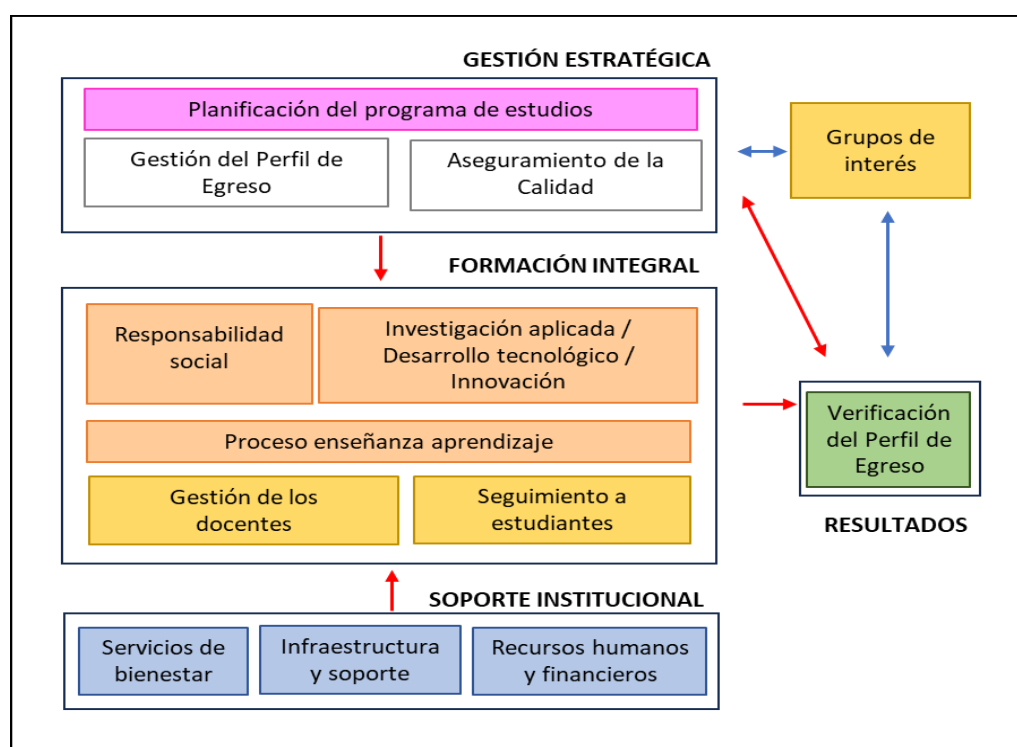 GESTIÓN ESTRATÉGICA
Planificación del programa de estudios
Gestión del Perfil de
Egreso
Aseguramiento de la
Calidad
Grupos de
interés
FORMACIÓN INTEGRAL
Responsabilidad
social
Investigación aplicada /
Desarrollo tecnológico /
Innovación
Proceso enseñanza aprendizaje
Gestión de los
docentes
Seguimiento a
estudiantes
Verificación
del Perfil de
Egreso
RESULTADOS
SOPORTE INSTITUCIONAL
Servicios de
bienestar
Infraestructura
y soporte
Recursos humanos
y financieros